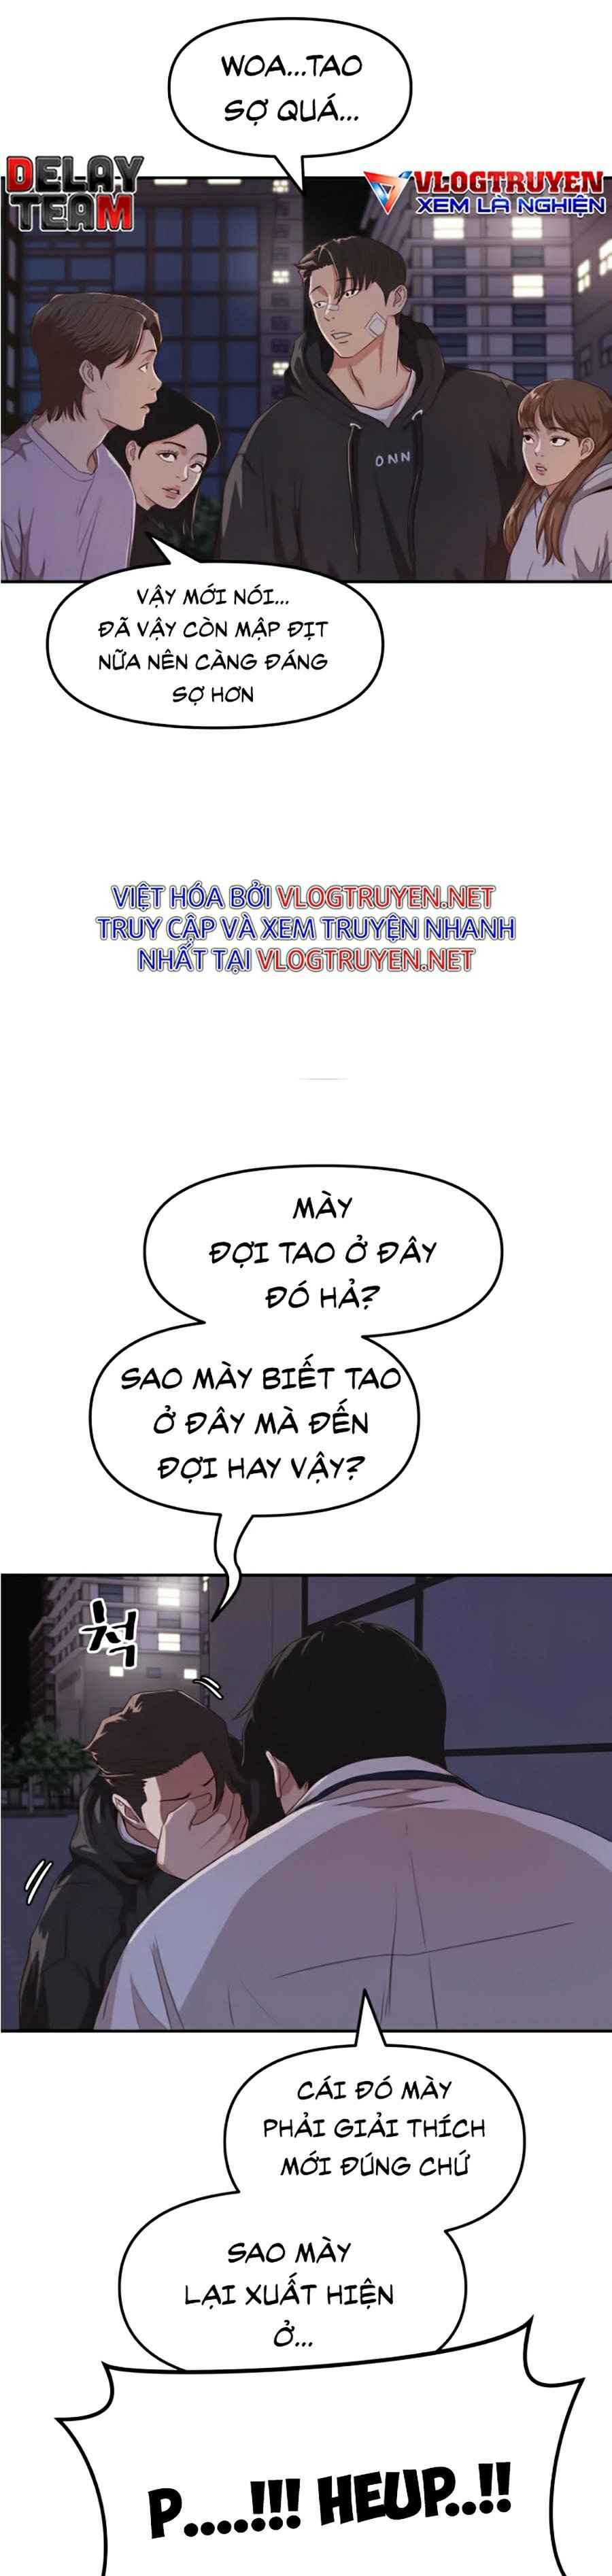 WOA...TAO
SỢ QUÁ...
DELAY
TEAM
VLOGTRUYEN
XEM LÀ NGHIỆN
ONN
VẬY MỚI NÓI...
ĐÃ VẬY CÒN MẬP ĐỊT
NỮA NÊN CÀNG ĐÁNG
SỢ HƠN
VIỆT HÓA BỞI VLOGTRUYEN.NET
TRUY CẬP VÀ XEM TRUYỆN NHANH
NHẤT TẠI VLOGTRUYEN.NET
MÀY
ĐỢI TAO Ở ĐÂY
ĐÓ HẢ?
SAO MÀY BIẾT TAO
Ở ĐÂY MÀ ĐẾN
ĐỢI HAY VẬY?
척
CÁI ĐÓ MÀY
PHẢI GIẢI THÍCH
MỚI ĐÚNG CHỨ
SAO MÀY
LẠI XUẤT HIỆN
Ở...
P....!!! HEUP..!!